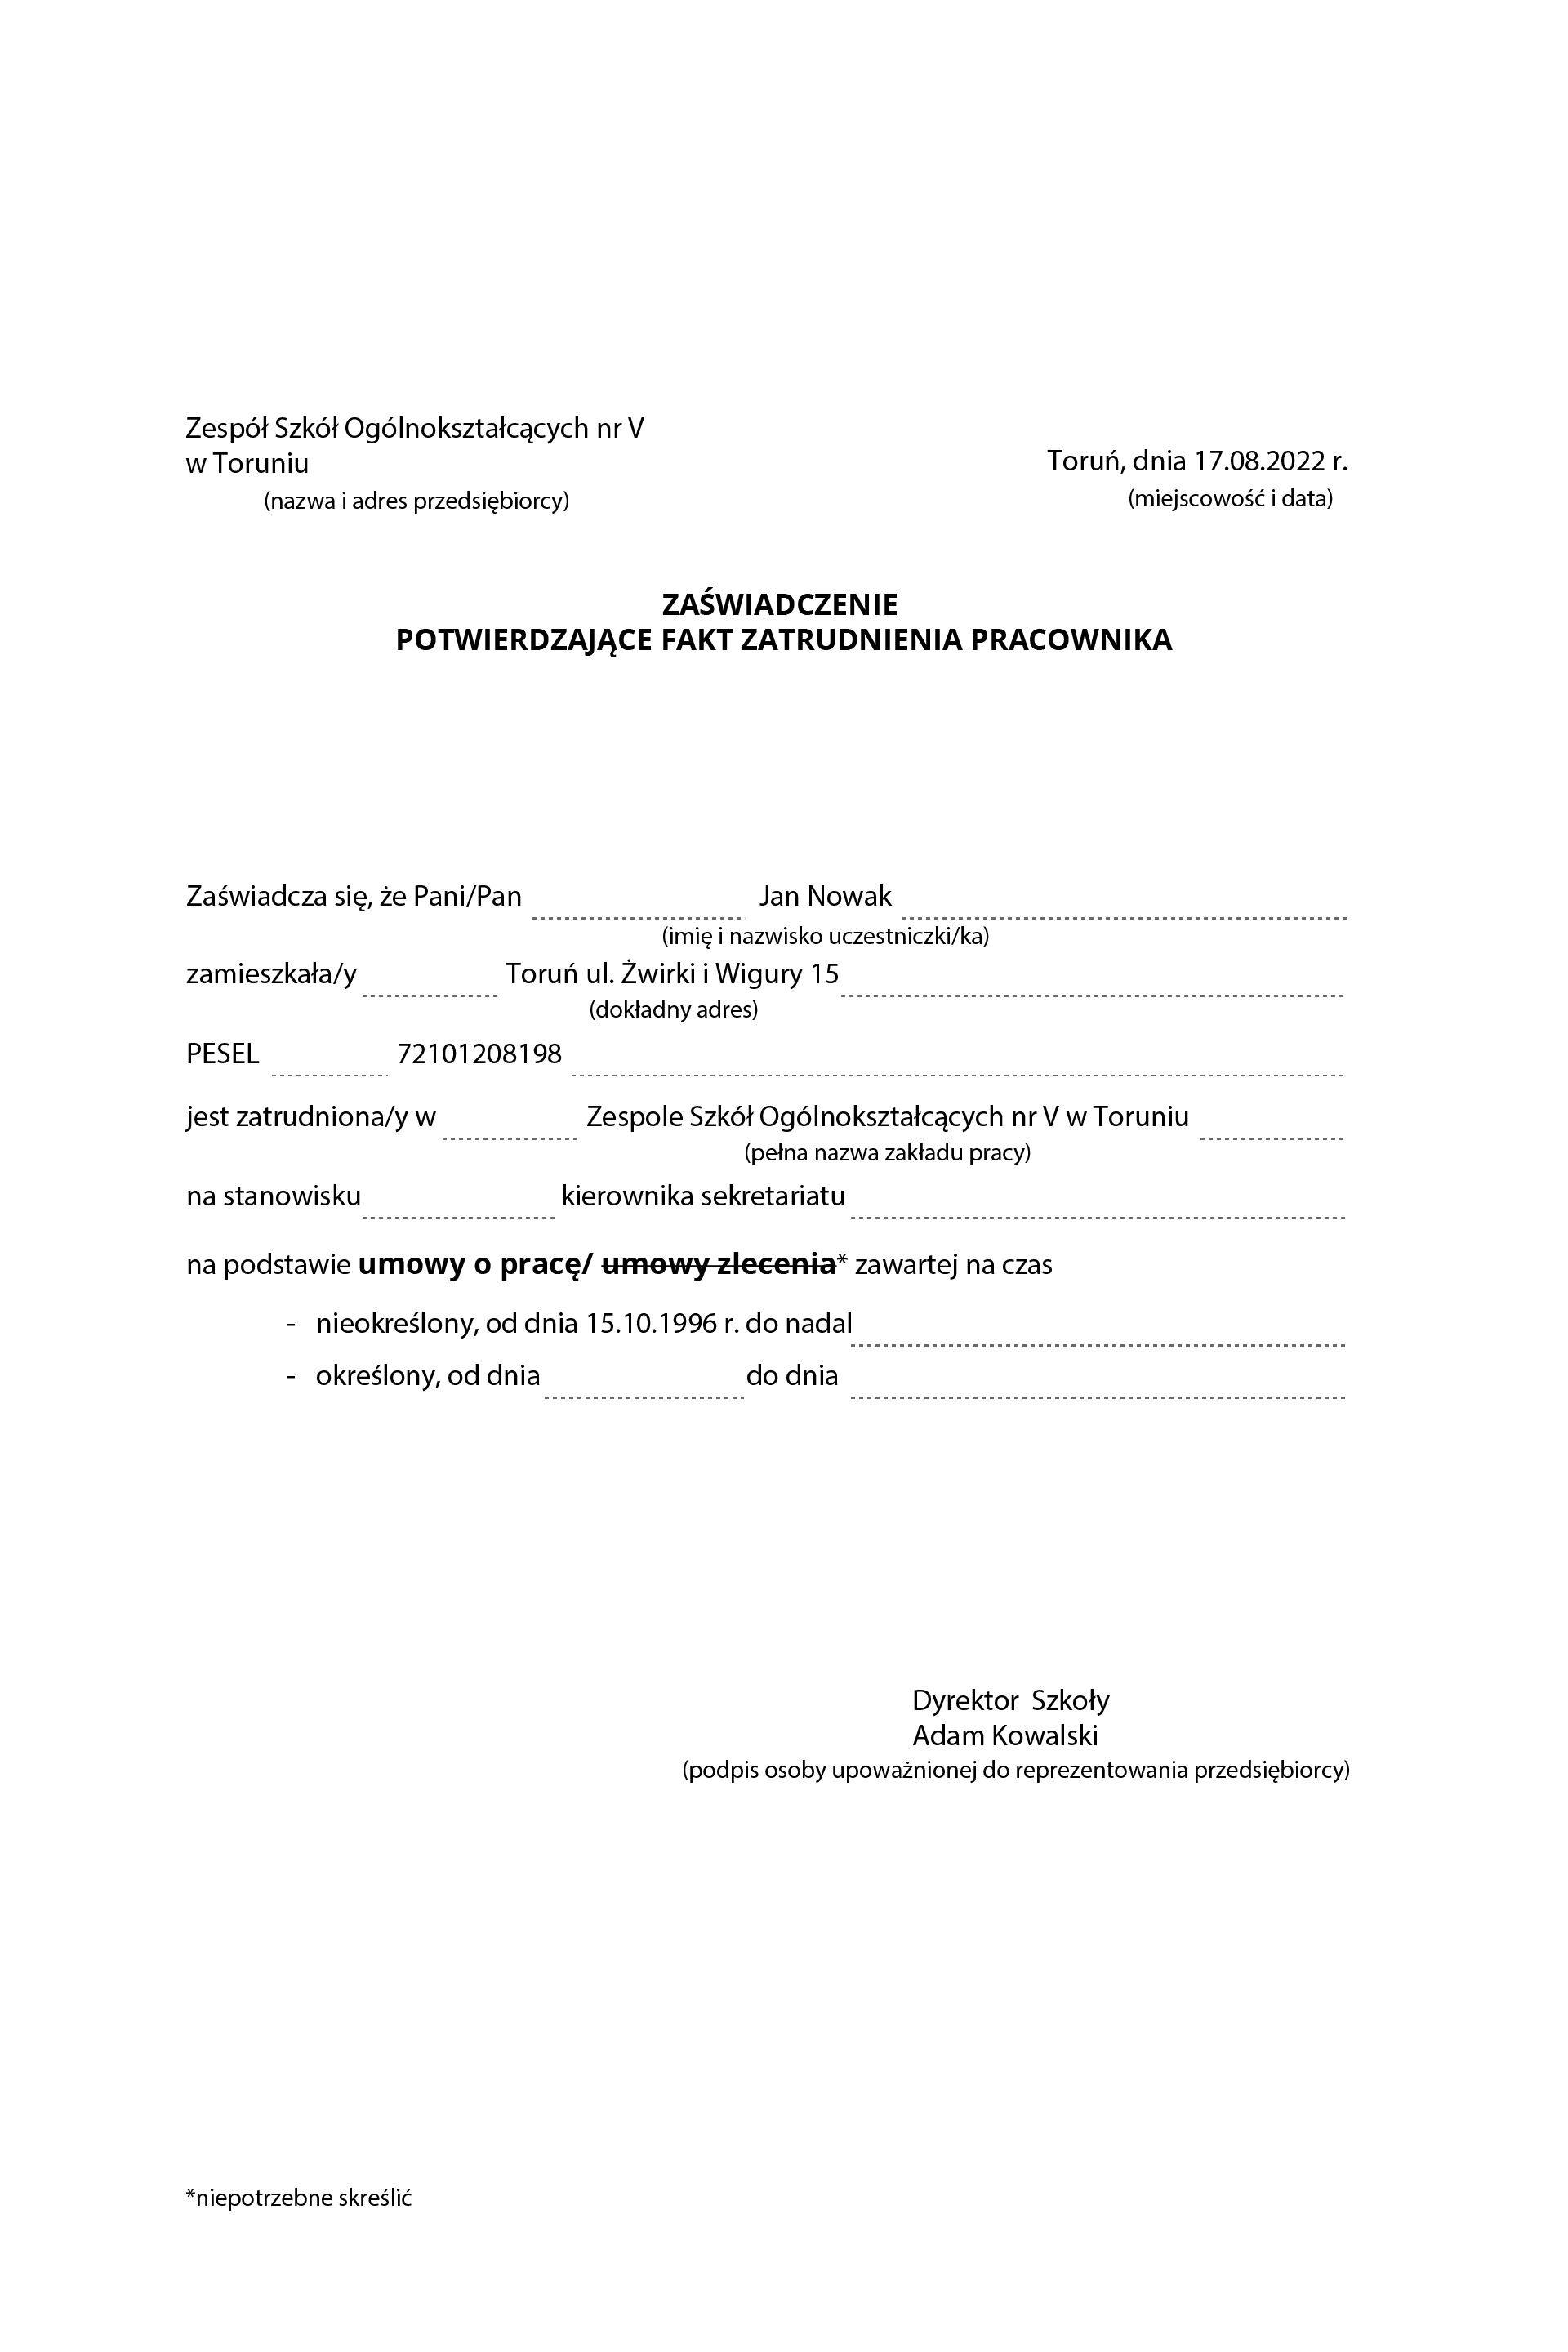 Zespół Szkół Ogólnokształcących nr V
w Toruniu
Toruń, dnia 17.08.2022 r.
(nazwa i adres przedsiębiorcy)
(miejscowość i data)
ZAŚWIADCZENIE
POTWIERDZAJĄCE FAKT ZATRUDNIENIA PRACOWNIKA
Zaświadcza się, że Pani/Pan Jan Nowak
(imię i nazwisko uczestniczki/ka)
zamieszkała/y Toruń ul. Żwirki i Wigury 15
(dokładny adres)
PESEL 72101208198
jest zatrudniona/y w Zespole Szkół Ogólnokształcących nr V w Toruniu
(pełna nazwa zakładu pracy)
na stanowisku kierownika sekretariatu
na podstawie umowy o pracę/ umowy zlecenia* zawartej na czas
- nieokreślony, od dnia 15.10.1996 r. do nadal
- określony, od dnia do dnia
Dyrektor Szkoły
Adam Kowalski
(podpis osoby upoważnionej do reprezentowania przedsiębiorcy)
*niepotrzebne skreślić